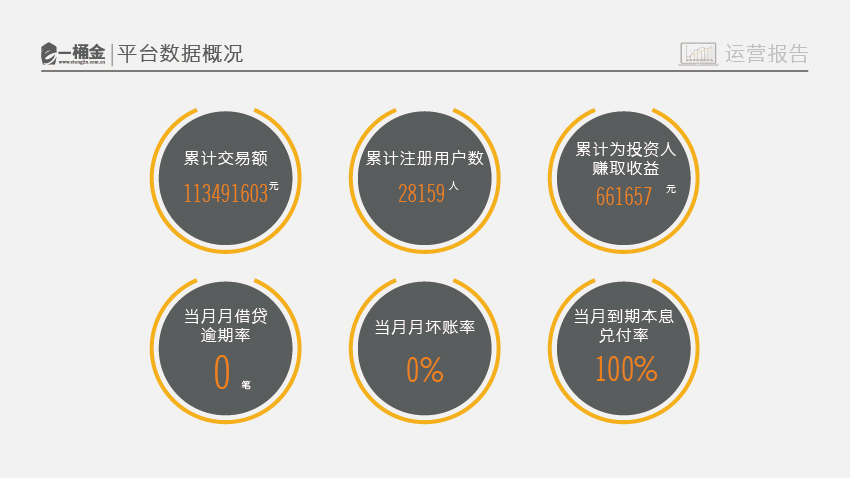 一桶金
平台数据概况
运营报告
累计交易额
113491603元
累计注册用户数
28159人
累计为投资人
赚取收益
661657元
当月月借贷
逾期率
0笔
当月月坏账率
0%
当月到期本息
兑付率
100%